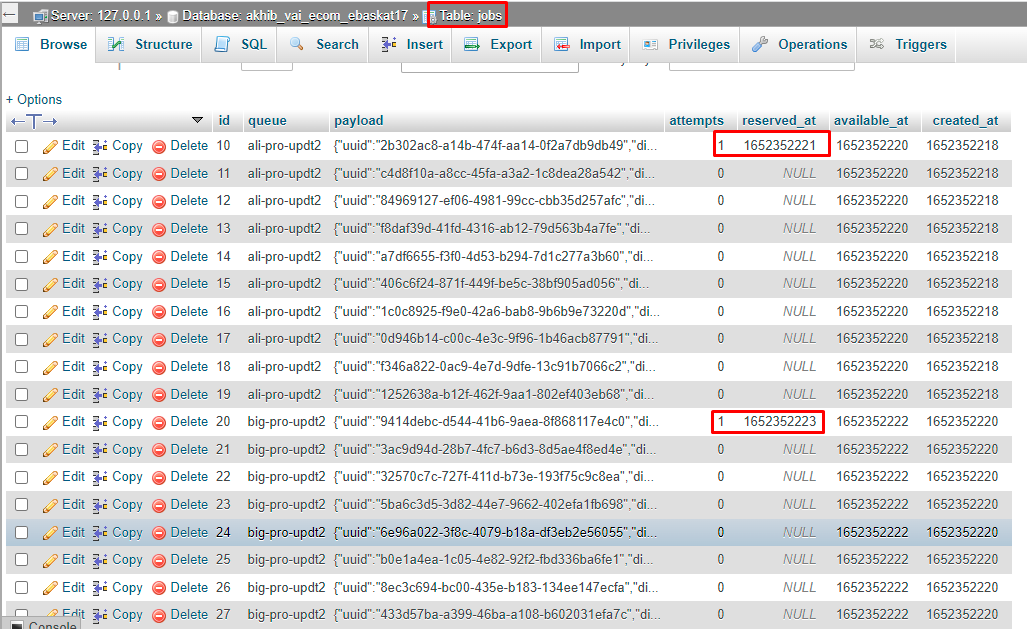 Server: 127.0.0.1 » Database: akhib_vai_ecom_ebaskat17 » Table: jobs
Browse Structure SQL Search Insert Export Import Privileges Operations Triggers
+ Options
←T→ id queue payload attempts reserved_at available_at created_at
Edit Copy Delete 10 ali-pro-updt2 {"uuid":"2b302ac8-a14b-474f-aa14-0f2a7db9db49","di... 1 1652352221 1652352220 1652352218
Edit Copy Delete 11 ali-pro-updt2 {"uuid":"c4d8f10a-a8cc-45fa-a3a2-1c8dea28a542","di... 0 NULL 1652352220 1652352218
Edit Copy Delete 12 ali-pro-updt2 {"uuid":"84969127-ef06-4981-99cc-cbb35d257afc","di... 0 NULL 1652352220 1652352218
Edit Copy Delete 13 ali-pro-updt2 {"uuid":"f8daf39d-41fd-4316-ab12-79d563b4a7fe","di... 0 NULL 1652352220 1652352218
Edit Copy Delete 14 ali-pro-updt2 {"uuid":"a7df6655-f3f0-4d53-b294-7d1c277a3b60","di... 0 NULL 1652352220 1652352218
Edit Copy Delete 15 ali-pro-updt2 {"uuid":"406c6f24-871f-449f-be5c-38bf905ad056","di... 0 NULL 1652352220 1652352218
Edit Copy Delete 16 ali-pro-updt2 {"uuid":"1c0c8925-f9e0-42a6-bab8-9b6b9e73220d","di... 0 NULL 1652352220 1652352218
Edit Copy Delete 17 ali-pro-updt2 {"uuid":"0d946b14-c00c-4e3c-9f96-1b46acb87791","di... 0 NULL 1652352220 1652352218
Edit Copy Delete 18 ali-pro-updt2 {"uuid":"f346a822-0ac9-4e7d-9dfe-13c91b7066c2","di... 0 NULL 1652352220 1652352218
Edit Copy Delete 19 ali-pro-updt2 {"uuid":"1252638a-b12f-462f-9aa1-802ef403eb68","di... 0 NULL 1652352220 1652352218
Edit Copy Delete 20 big-pro-updt2 {"uuid":"9414debc-d544-41b6-9aea-8f868117e4c0","di... 1 1652352223 1652352222 1652352220
Edit Copy Delete 21 big-pro-updt2 {"uuid":"3ac9d94d-28b7-4fc7-b6d3-8d5ae4f8ed4e","di... 0 NULL 1652352222 1652352220
Edit Copy Delete 22 big-pro-updt2 {"uuid":"32570c7c-727f-411d-b73e-193f75c9c8ea","di... 0 NULL 1652352222 1652352220
Edit Copy Delete 23 big-pro-updt2 {"uuid":"5ba6c3d5-3d82-44e7-9662-402efa1fb698","di... 0 NULL 1652352222 1652352220
Edit Copy Delete 24 big-pro-updt2 {"uuid":"6e96a022-3f8c-4079-b18a-df3eb2e56055","di... 0 NULL 1652352222 1652352220
Edit Copy Delete 25 big-pro-updt2 {"uuid":"b0e1a4ea-1c05-4e82-92f2-fbd336ba6fe1","di... 0 NULL 1652352222 1652352220
Edit Copy Delete 26 big-pro-updt2 {"uuid":"8ec3c694-bc00-435e-b183-134ee147ecfa","di... 0 NULL 1652352222 1652352220
Edit Copy Delete 27 big-pro-updt2 {"uuid":"433d57ba-a399-46ba-a108-b602031efa7c","di... 0 NULL 1652352222 1652352220
Console